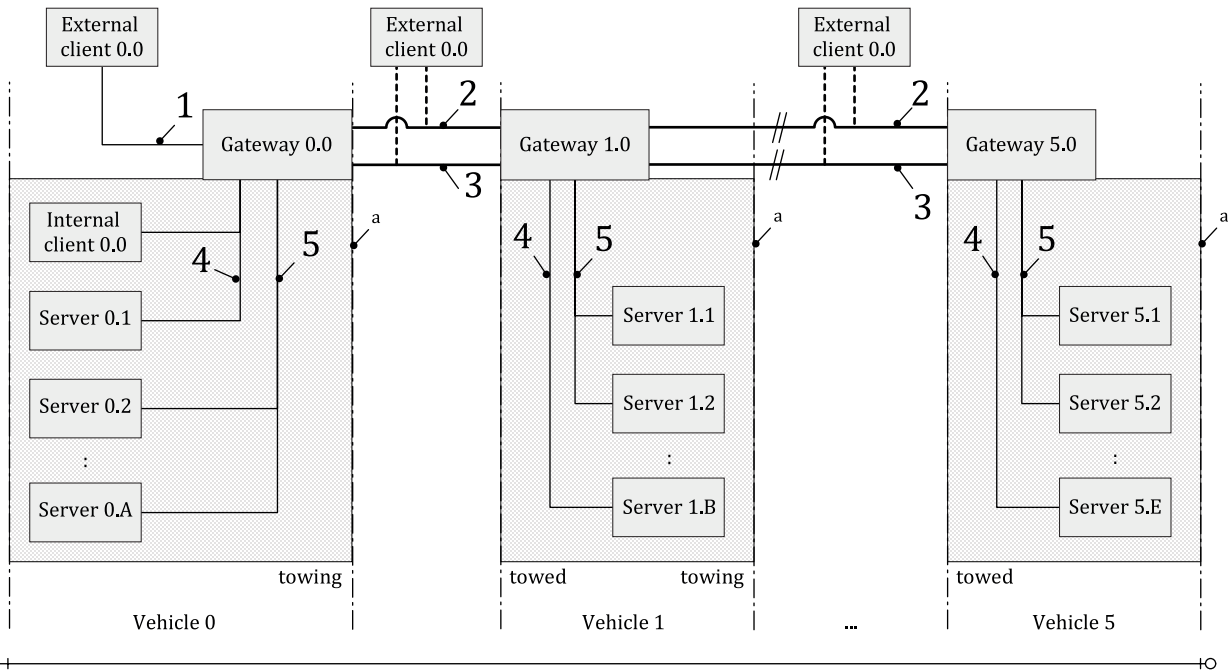 External
client 0.0
External
client 0.0
External
client 0.0
1
2
2
Gateway 0.0
Gateway 1.0
Gateway 5.0
3
3
Internal
client 0.0
a
a
a
4
5
4
5
4
5
Server 0.1
Server 1.1
Server 5.1
Server 0.2
Server 1.2
Server 5.2
:
:
:
Server 0.A
Server 1.B
Server 5.E
towing
towed
towing
towed
Vehicle 0
Vehicle 1
...
Vehicle 5